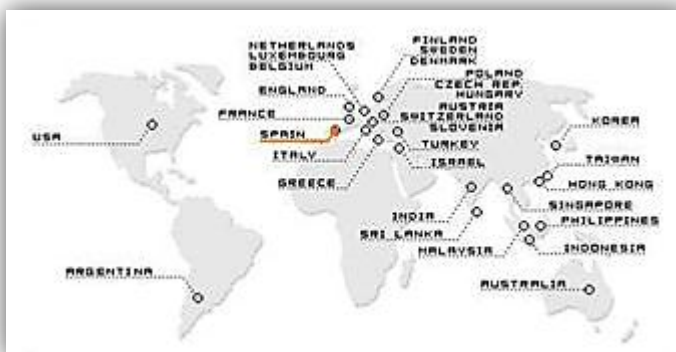 NETHERLANDS
LUXEMBOURG
BELGIUM
FINLAND
SWEDEN
DENMARK
POLAND
CZECH REP.
HUNGARY
ENGLAND
AUSTRIA
FRANCE
SWITZERLAND
SPAIN
SLOVENIA
USA
KOREA
ITALY
TURKEY
ISRAEL
TAIWAN
GREECE
HONG KONG
SINGAPORE
INDIA
PHILIPPINES
SRI LANKA
MALAYSIA
INDONESIA
ARGENTINA
AUSTRALIA